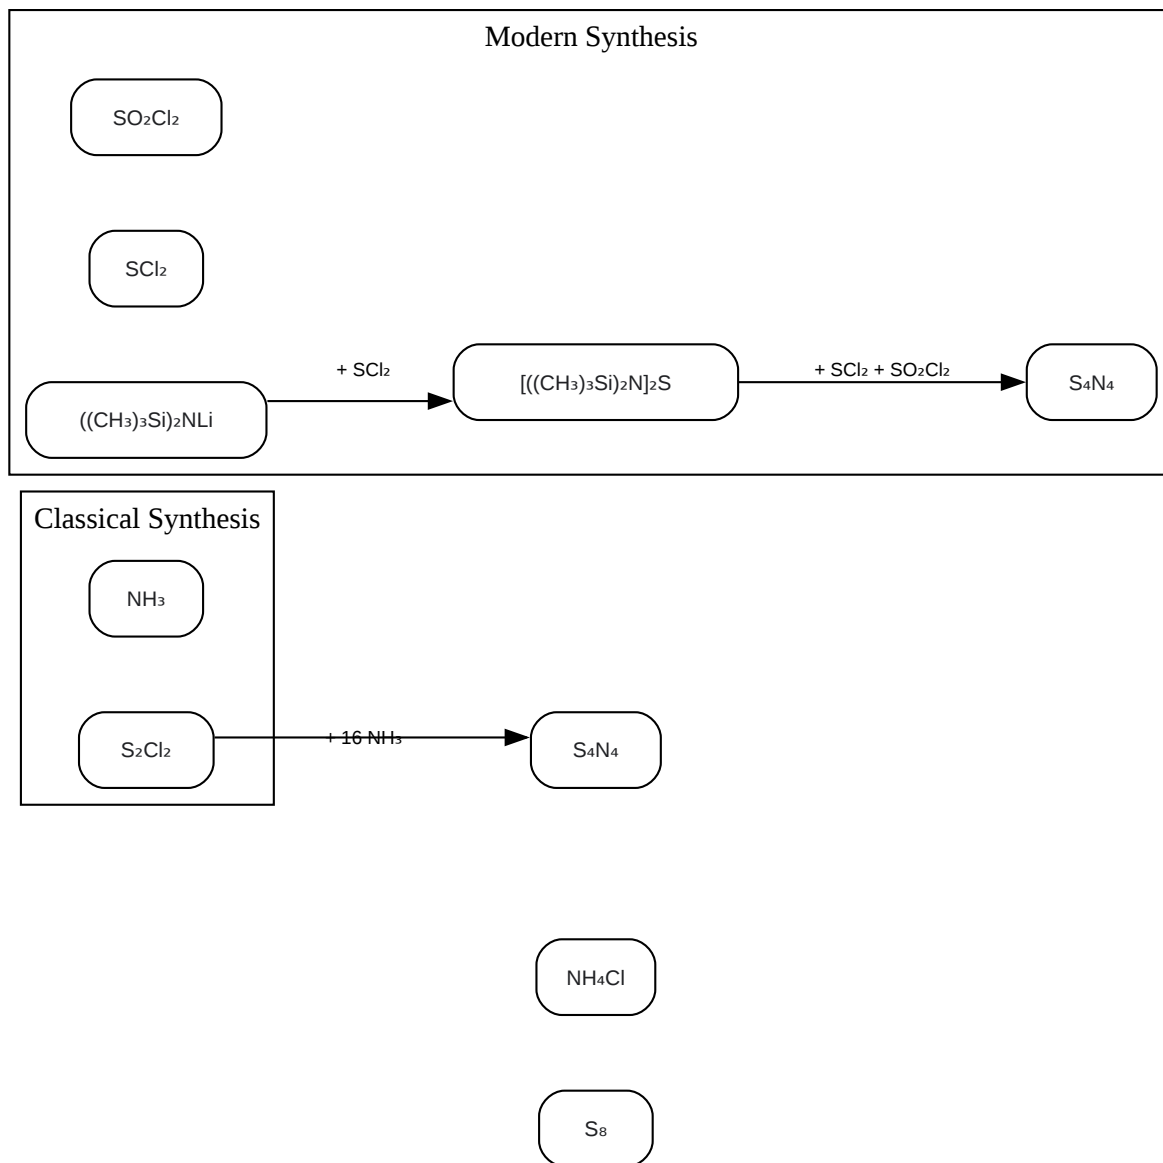 Modern Synthesis
SO₂Cl₂
SCl₂
((CH₃)₃Si)₂NLi
+ SCl₂
[((CH₃)₃Si)₂N]₂S
+ SCl₂ + SO₂Cl₂
S₄N₄
Classical Synthesis
NH₃
S₂Cl₂
+ 16 NH₃
S₄N₄
NH₄Cl
S₈